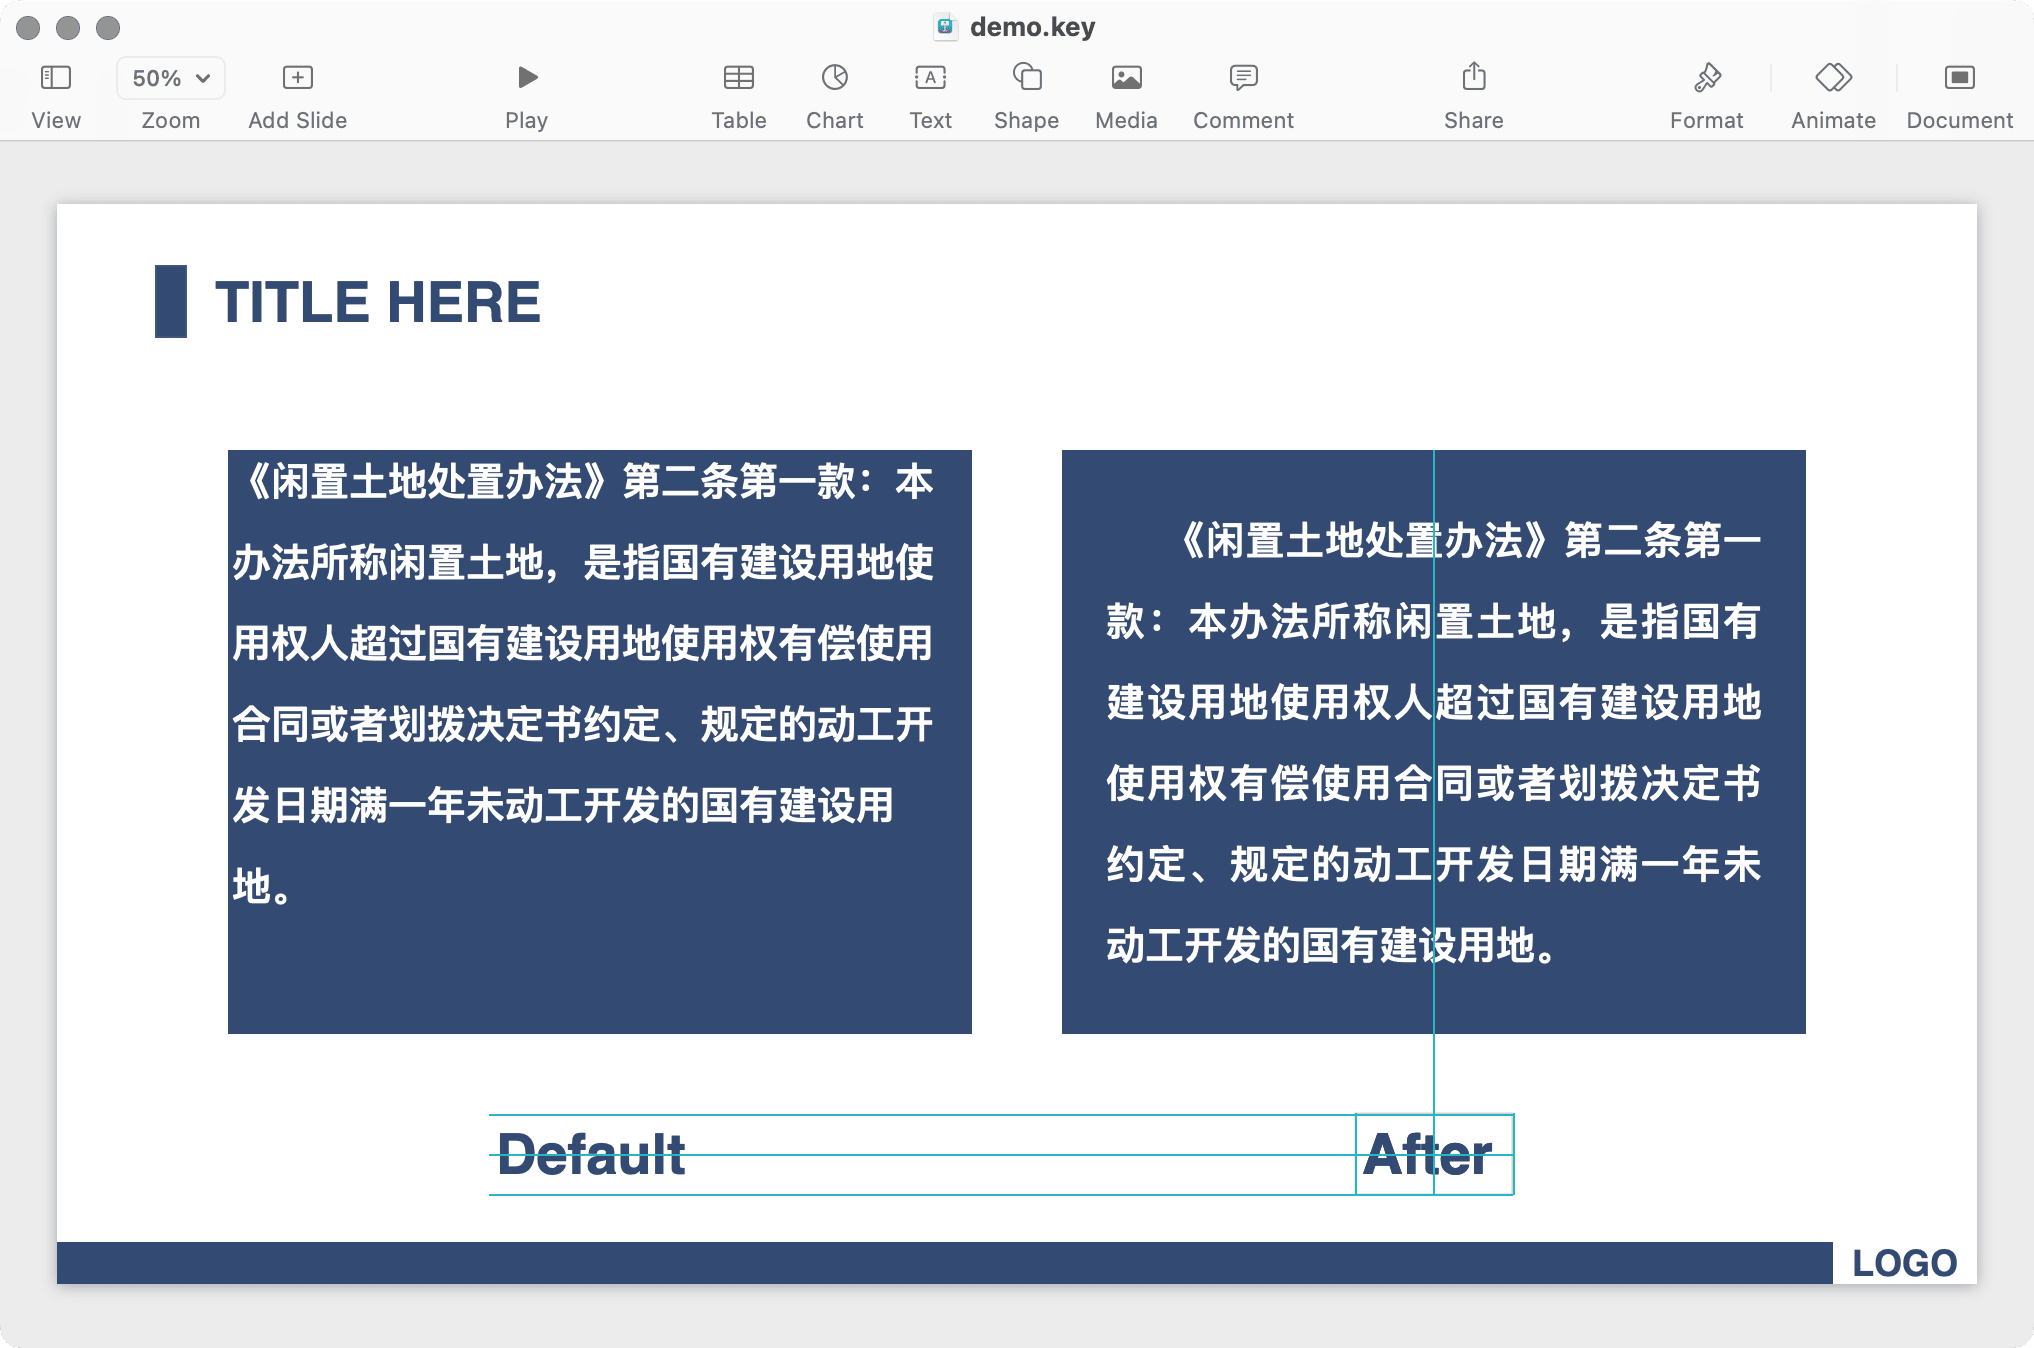 demo.key
50%
View
Zoom
Add Slide
Play
Table
Chart
Text
Shape
Media
Comment
Share
Format
Animate
Document
TITLE HERE
《闲置土地处置办法》第二条第一款：本
办法所称闲置土地，是指国有建设用地使
用权人超过国有建设用地使用权有偿使用
合同或者划拨决定书约定、规定的动工开
发日期满一年未动工开发的国有建设用
地。
《闲置土地处置办法》第二条第一
款：本办法所称闲置土地，是指国有
建设用地使用权人超过国有建设用地
使用权有偿使用合同或者划拨决定书
约定、规定的动工开发日期满一年未
动工开发的国有建设用地。
Default
After
LOGO